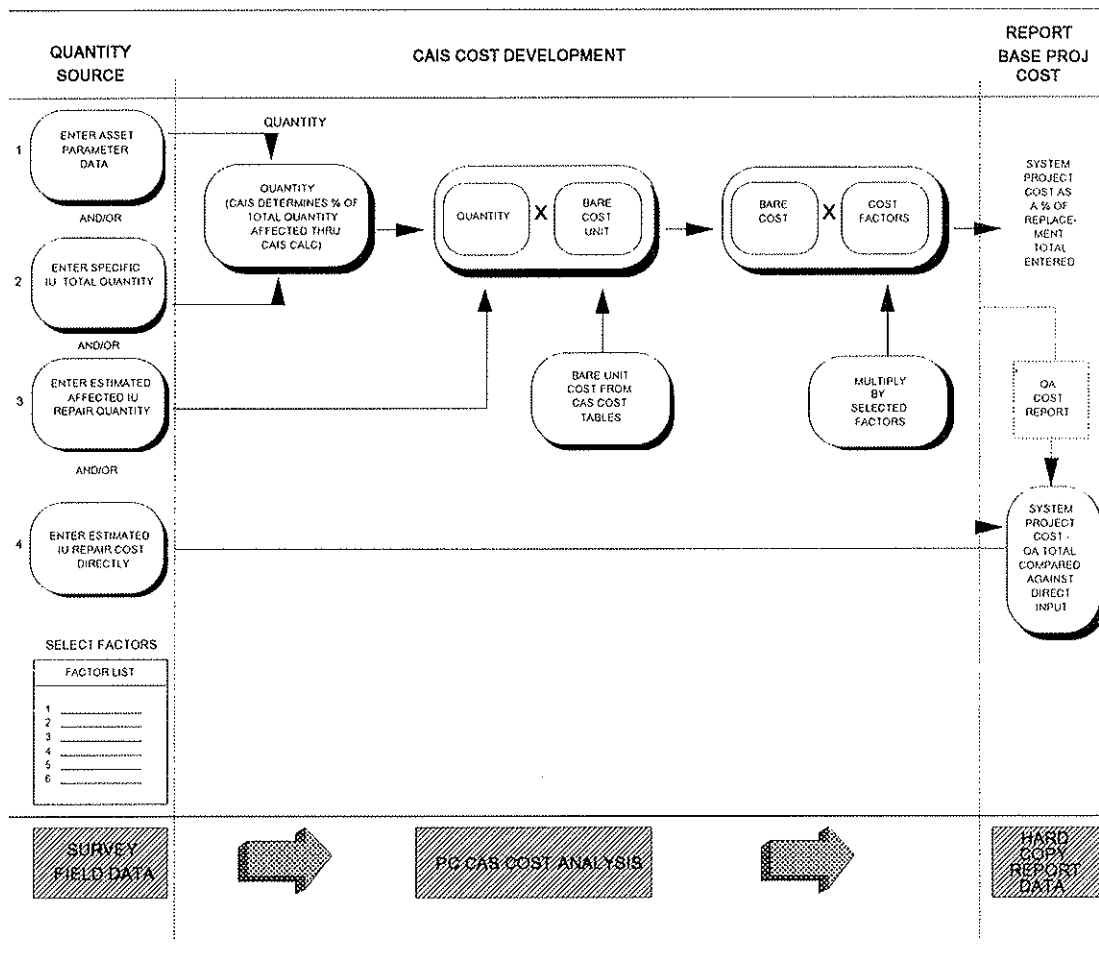 QUANTITY
SOURCE
CAIS COST DEVELOPMENT
REPORT
BASE PROJ
COST
1
ENTER ASSET
PARAMETER
DATA
AND/OR
2
ENTER SPECIFIC
IU TOTAL QUANTITY
AND/OR
3
ENTER ESTIMATED
AFFECTED IU
REPAIR QUANTITY
AND/OR
4
ENTER ESTIMATED
IU REPAIR COST
DIRECTLY
SELECT FACTORS
FACTOR LIST
1
2
3
4
5
6
QUANTITY
QUANTITY
(CAIS DETERMINES % OF
TOTAL QUANTITY
AFFECTED THRU
CAIS CALC)
QUANTITY
X
BARE
COST
UNIT
BARE
COST
X
COST
FACTORS
BARE UNIT
COST FROM
CAS COST
TABLES
MULTIPLY
BY
SELECTED
FACTORS
SYSTEM
PROJECT
COST AS
A % OF
REPLACE-
MENT
TOTAL
ENTERED
QA
COST
REPORT
SYSTEM
PROJECT
COST -
QA TOTAL
COMPARED
AGAINST
DIRECT
INPUT
SURVEY
FIELD DATA
PC CAS COST ANALYSIS
HARD
COPY
REPORT
DATA